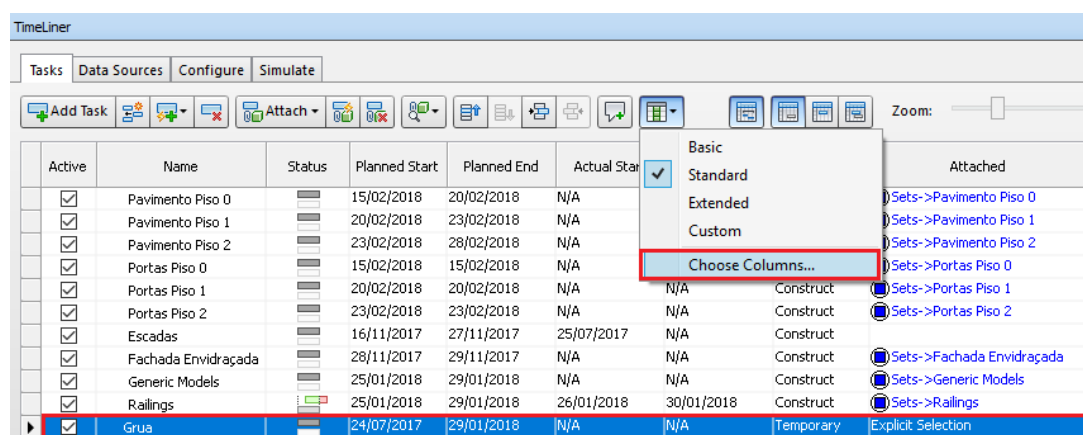 TimeLiner
Tasks Data Sources Configure Simulate
Add Task Attach Zoom:
Active Name Status Planned Start Planned End Actual Star Attached
Basic
Standard
Extended
Custom
Choose Columns...
Pavimento Piso 0 15/02/2018 20/02/2018 N/A Sets->Pavimento Piso 0
Pavimento Piso 1 20/02/2018 23/02/2018 N/A Sets->Pavimento Piso 1
Pavimento Piso 2 23/02/2018 28/02/2018 N/A Sets->Pavimento Piso 2
Portas Piso 0 15/02/2018 15/02/2018 N/A Sets->Portas Piso 0
Portas Piso 1 20/02/2018 20/02/2018 N/A N/A Construct Sets->Portas Piso 1
Portas Piso 2 23/02/2018 23/02/2018 N/A N/A Construct Sets->Portas Piso 2
Escadas 16/11/2017 27/11/2017 25/07/2017 N/A Construct
Fachada Envidraçada 28/11/2017 29/11/2017 N/A N/A Construct Sets->Fachada Envidraçada
Generic Models 25/01/2018 29/01/2018 N/A N/A Construct Sets->Generic Models
Railings 25/01/2018 29/01/2018 26/01/2018 30/01/2018 Construct Sets->Railings
Grua 24/07/2017 29/01/2018 N/A N/A Temporary Explicit Selection